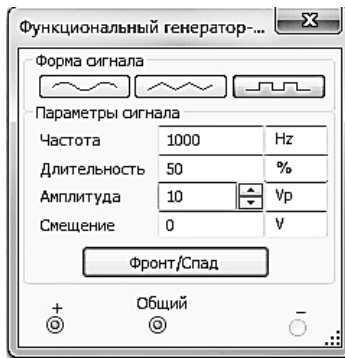 Функциональный генератор-...
Форма сигнала
Параметры сигнала
Частота 1000 Hz
Длительность 50 %
Амплитуда 10 Vp
Смещение 0 V
Фронт/Спад
+ Общий –